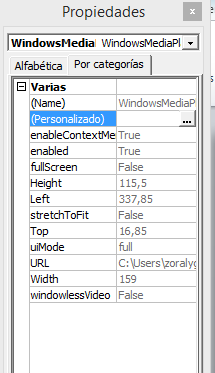 Propiedades
WindowsMedia WindowsMediaPl
Alfabética Por categorías
Varias
(Name) WindowsMediaP
(Personalizado) ...
enableContextMe True
enabled True
fullScreen False
Height 115,5
Left 337,85
stretchToFit False
Top 16,85
uiMode full
URL C:\Users\zoralyg
Width 159
windowlessVideo False